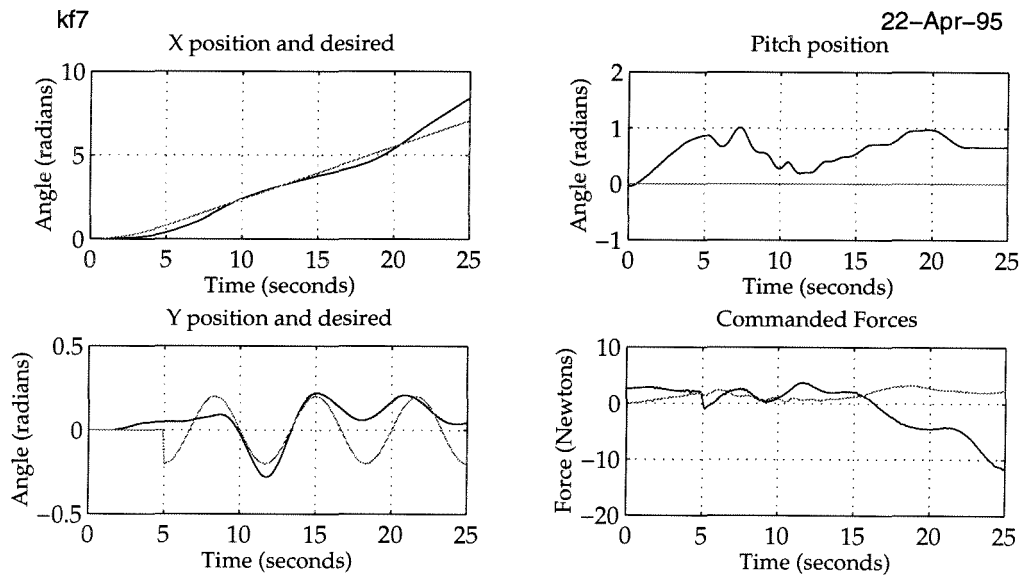 kf7
22−Apr−95
X position and desired
10
5
0
Angle (radians)
0 5 10 15 20 25
Time (seconds)
Pitch position
2
1
0
−1
Angle (radians)
0 5 10 15 20 25
Time (seconds)
Y position and desired
0.5
0
−0.5
Angle (radians)
0 5 10 15 20 25
Time (seconds)
Commanded Forces
10
0
−10
−20
Force (Newtons)
0 5 10 15 20 25
Time (seconds)